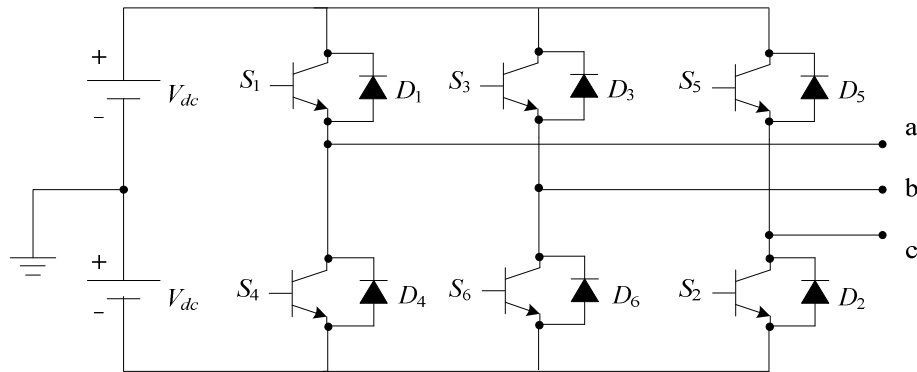 +
V_dc
-
S_1
D_1
S_3
D_3
S_5
D_5
a
b
c
+
V_dc
-
S_4
D_4
S_6
D_6
S_2
D_2